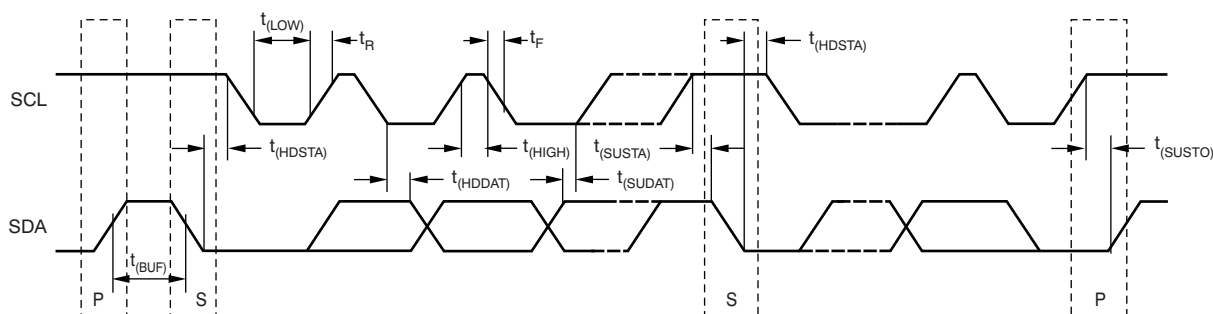 t(LOW)
tR
tF
t(HDSTA)
SCL
t(HDSTA)
t(HIGH)
t(SUSTA)
t(SUSTO)
t(HDDAT)
t(SUDAT)
SDA
t(BUF)
P
S
S
P